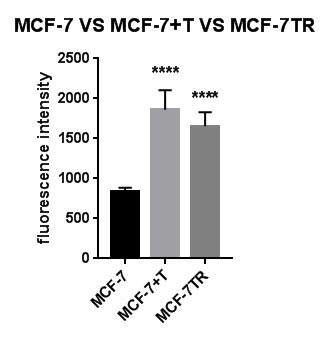 MCF-7 VS MCF-7+T VS MCF-7TR
fluorescence intensity
2500
2000
1500
1000
500
0
****
****
MCF-7
MCF-7+T
MCF-7TR